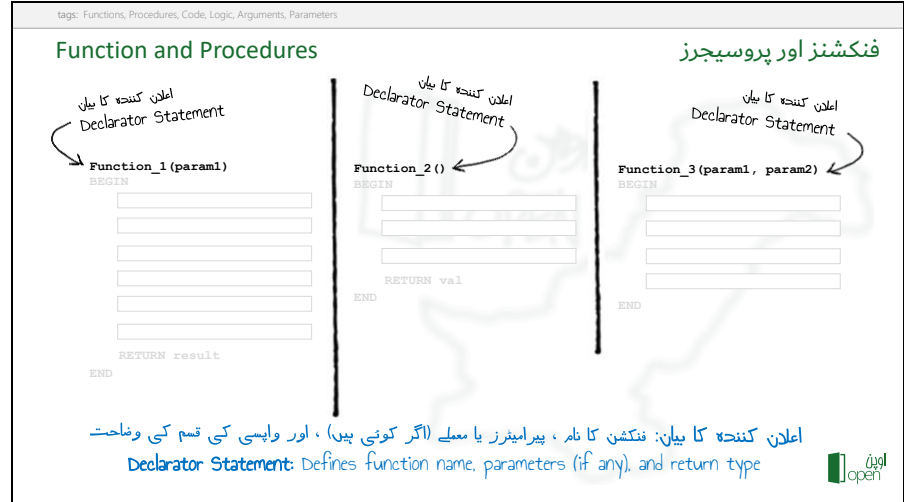 tags: Functions, Procedures, Code, Logic, Arguments, Parameters
Function and Procedures
فنکشنز اور پروسیجرز
اعلان کنندہ کا بیان
Declarator Statement
Function_1(param1)
BEGIN
RETURN result
END
اعلان کنندہ کا بیان
Declarator Statement
Function_2()
BEGIN
RETURN val
END
اعلان کنندہ کا بیان
Declarator Statement
Function_3(param1, param2)
BEGIN
END
اعلان کنندہ کا بیان: فنکشن کا نام ، پیرامیٹرز یا معملے (اگر کوئی ہیں) ، اور واپسی کی قسم کی وضاحت
Declarator Statement: Defines function name, parameters (if any), and return type
اوپن
open